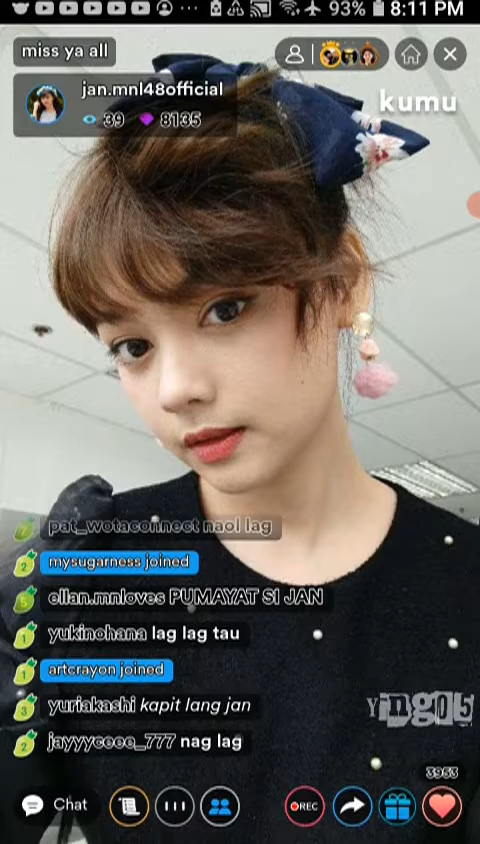 93% 8:11 PM
miss ya all
jan.mnl48official
39 8135
kumu
7 pat_wotaconnect naol lag
2 mysugarness joined
5 ellan.mnloves PUMAYAT SI JAN
1 yukinohana lag lag tau
1 artcrayon joined
3 yuriakashi kapit lang jan
Yng05
2 jayyyceee_777 nag lag
3953
Chat
REC